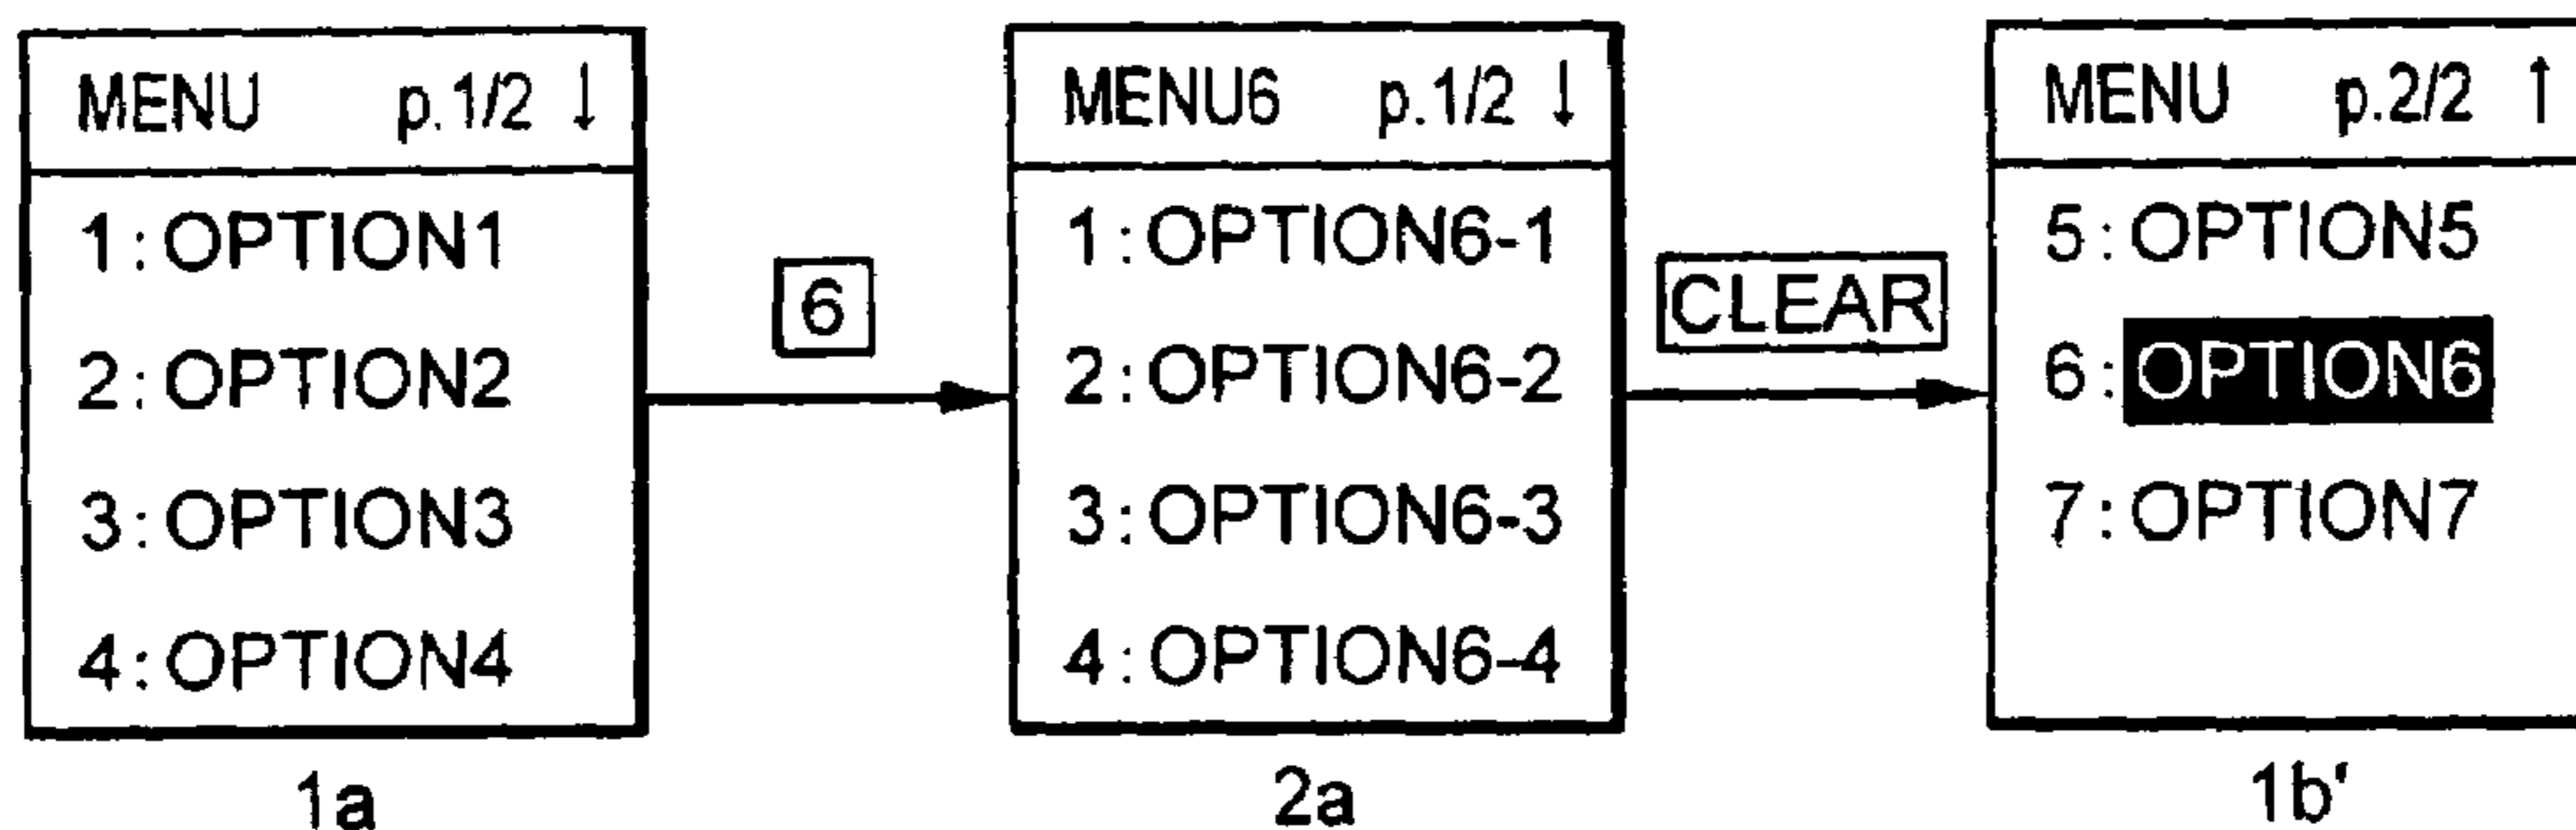 MENU p.1/2 ↓
1:OPTION1
2:OPTION2
3:OPTION3
4:OPTION4
1a
6
MENU6 p.1/2 ↓
1:OPTION6-1
2:OPTION6-2
3:OPTION6-3
4:OPTION6-4
2a
CLEAR
MENU p.2/2 ↑
5:OPTION5
6:OPTION6
7:OPTION7
1b'